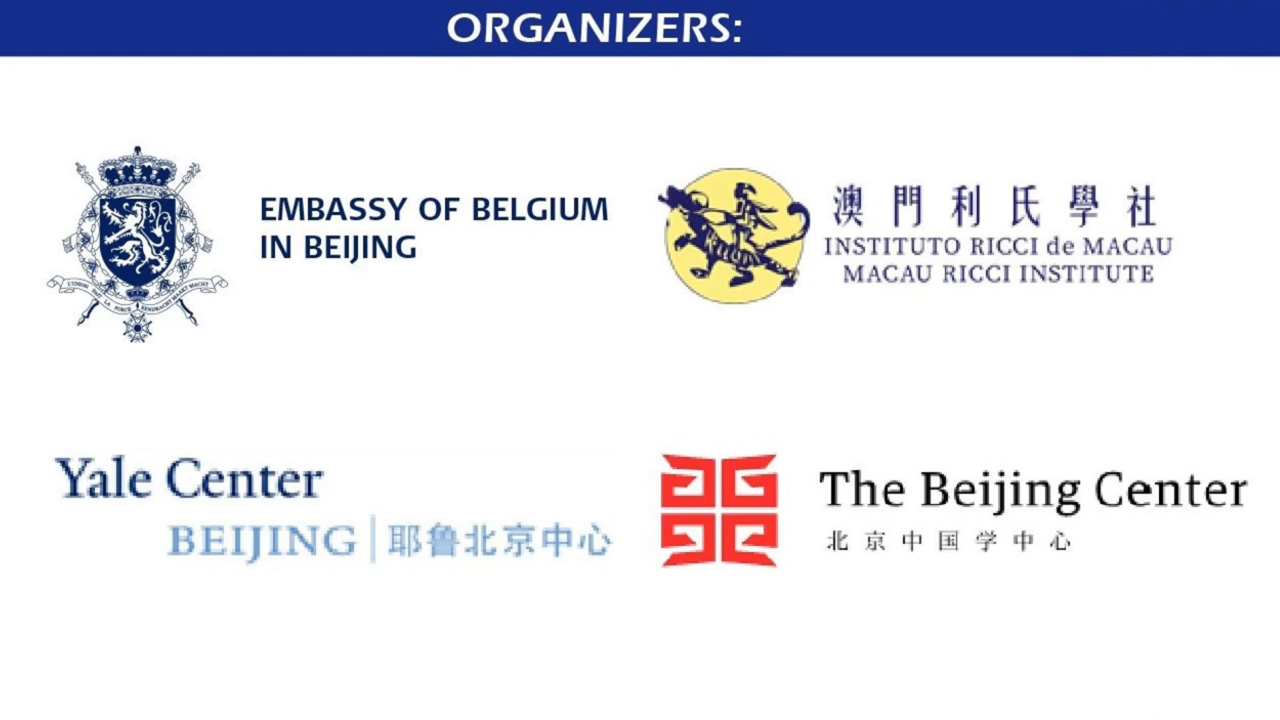 ORGANIZERS:
EMBASSY OF BELGIUM
IN BEIJING
澳門利氏學社
INSTITUTO RICCI de MACAU
MACAU RICCI INSTITUTE
Yale Center
BEIJING | 耶鲁北京中心
The Beijing Center
北京中国学中心